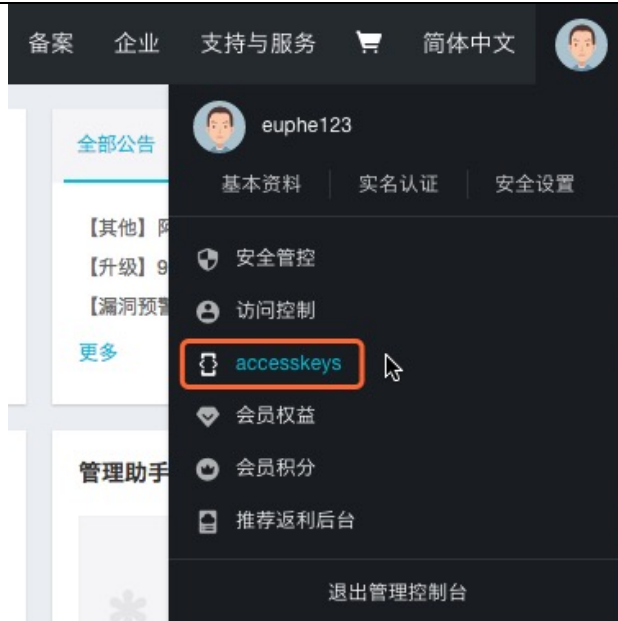 备案 企业 支持与服务 简体中文
euphe123
基本资料 实名认证 安全设置
全部公告
【其他】
【升级】9
【漏洞预警
更多
安全管控
访问控制
accesskeys
会员权益
会员积分
推荐返利后台
管理助手
退出管理控制台